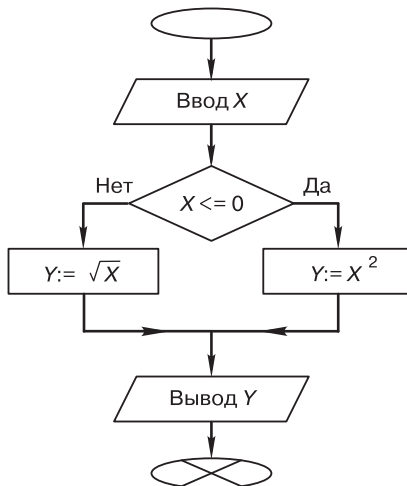 Ввод X
Нет
Да
X <= 0
Y:= √X
Y:= X²
Вывод Y